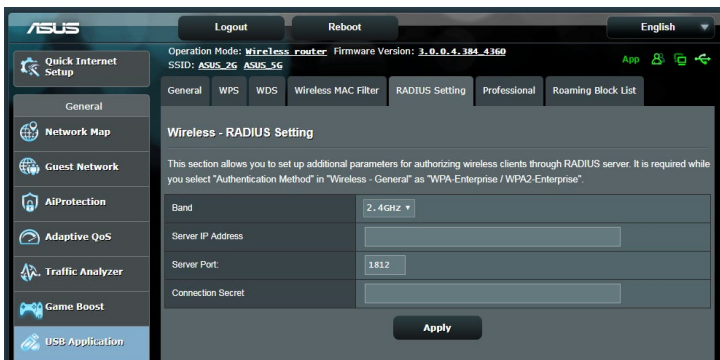 ASUS
Logout
Reboot
English
Quick Internet
Setup
General
Network Map
Guest Network
AiProtection
Adaptive QoS
Traffic Analyzer
Game Boost
USB Application
Operation Mode: Wireless router Firmware Version: 3.0.0.4.384_4360
SSID: ASUS_2G ASUS_5G
App
General WPS WDS Wireless MAC Filter RADIUS Setting Professional Roaming Block List
Wireless - RADIUS Setting
This section allows you to set up additional parameters for authorizing wireless clients through RADIUS server. It is required while
you select "Authentication Method" in "Wireless - General" as "WPA-Enterprise / WPA2-Enterprise".
Band 2.4GHz
Server IP Address
Server Port: 1812
Connection Secret
Apply